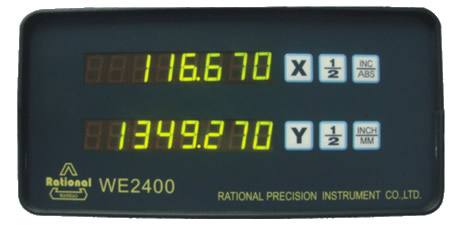 116.670 X 1/2 INC/ABS
1349.270 Y 1/2 INCH/MM
Rational WE2400
RATIONAL PRECISION INSTRUMENT CO.,LTD.